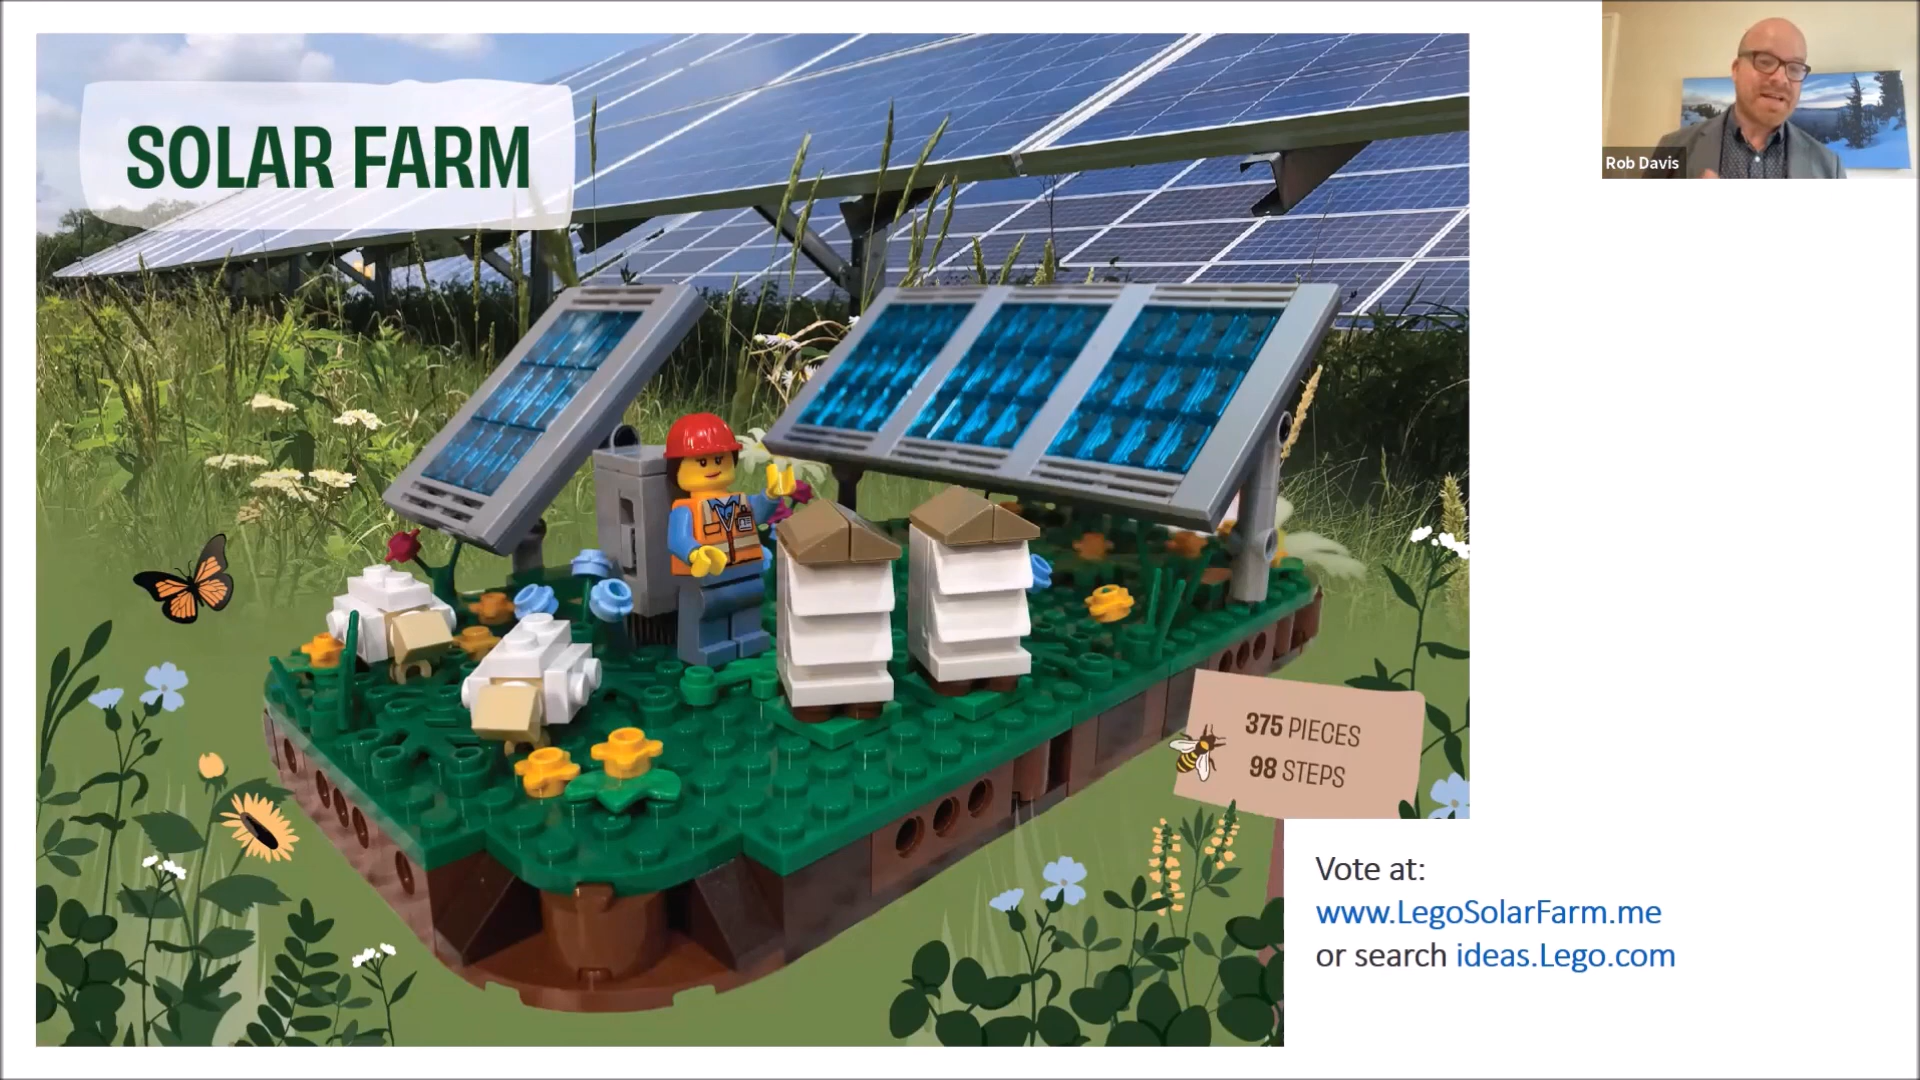 SOLAR FARM
Rob Davis
375 PIECES
98 STEPS
Vote at:
www.LegoSolarFarm.me
or search ideas.Lego.com